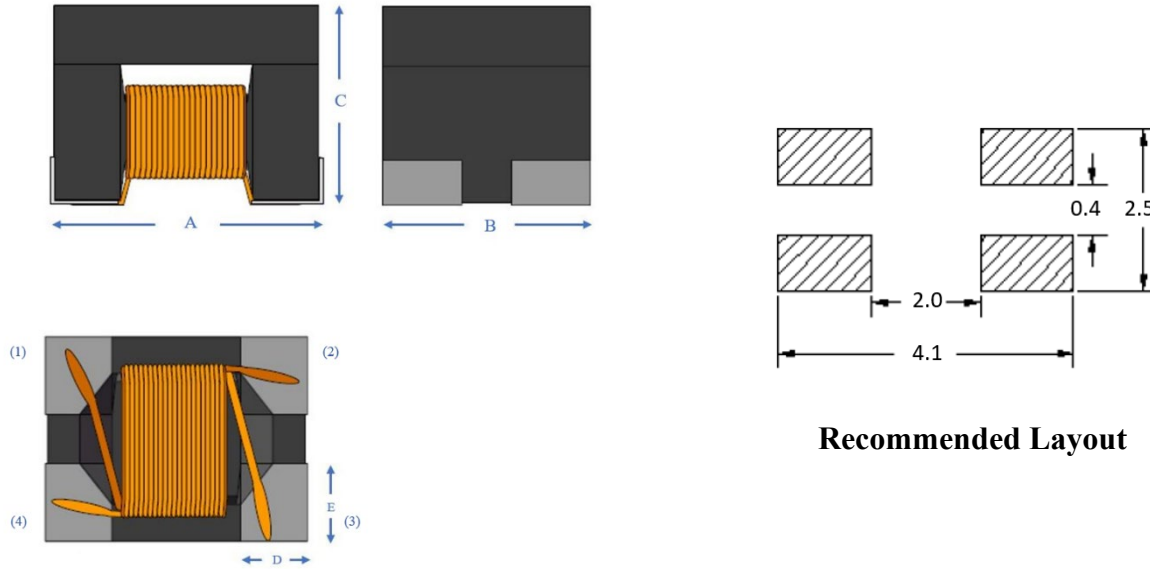 C
A
B
0.4
2.5
2.0
4.1
(1)
(2)
E
(4)
(3)
D
Recommended Layout